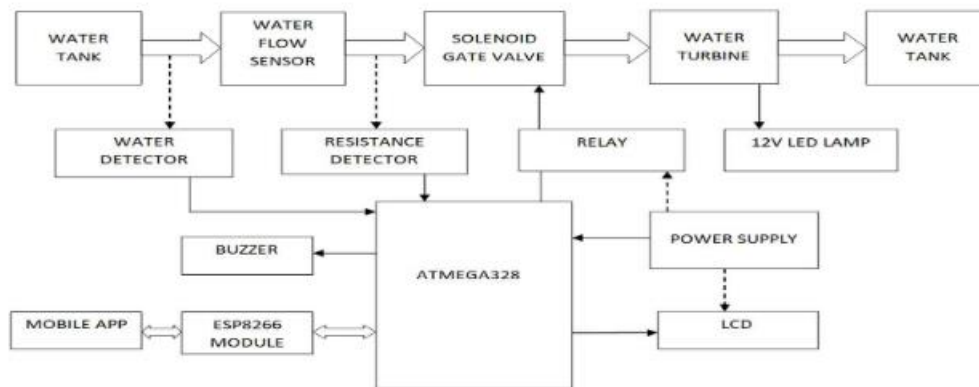 WATER
TANK
WATER
FLOW
SENSOR
SOLENOID
GATE VALVE
WATER
TURBINE
WATER
TANK
WATER
DETECTOR
RESISTANCE
DETECTOR
RELAY
12V LED LAMP
BUZZER
ATMEGA328
POWER SUPPLY
MOBILE APP
ESP8266
MODULE
LCD